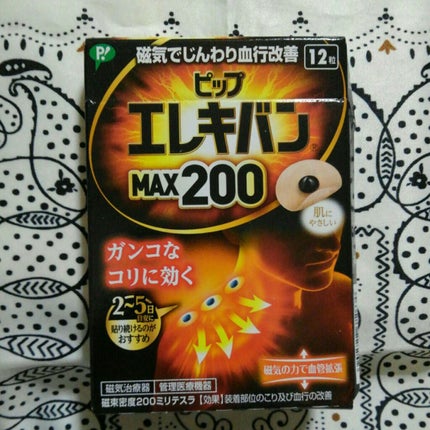 P!
磁気でじんわり血行改善
12粒
ピップ
エレキバン®
MAX200
肌に
やさしい
ガンコな
コリに効く
2〜5日
目安に
貼り続けるのが
おすすめ
磁気の力で血管拡張
磁気治療器 管理医療機器
磁束密度200ミリテスラ 【効果】装着部位のこり及び血行の改善